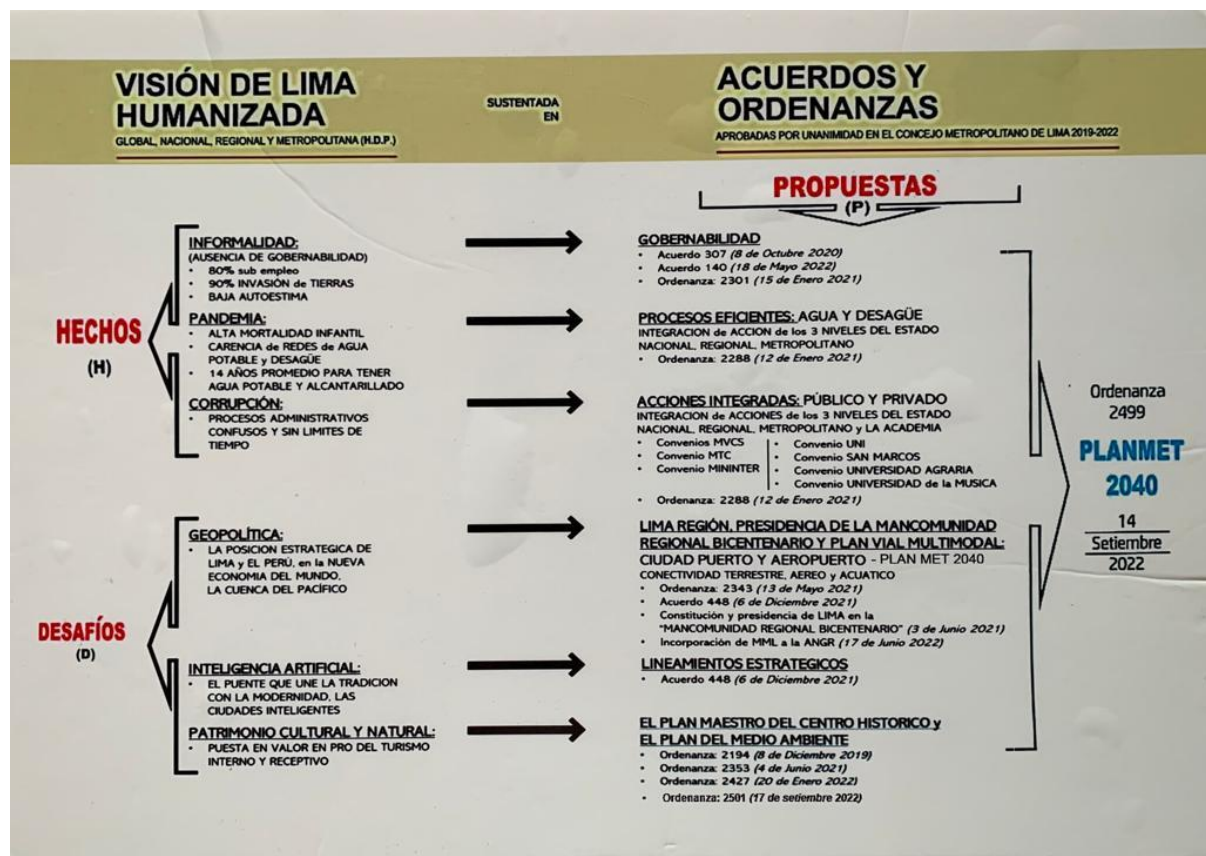 VISIÓN DE LIMA
HUMANIZADA
GLOBAL, NACIONAL, REGIONAL Y METROPOLITANA (H.D.P.)
SUSTENTADA
EN
ACUERDOS Y
ORDENANZAS
APROBADAS POR UNANIMIDAD EN EL CONCEJO METROPOLITANO DE LIMA 2019-2022
PROPUESTAS
(P)
HECHOS
(H)
INFORMALIDAD:
(AUSENCIA DE GOBERNABILIDAD)
• 80% sub empleo
• 90% INVASIÓN de TIERRAS
• BAJA AUTOESTIMA
PANDEMIA:
• ALTA MORTALIDAD INFANTIL
• CARENCIA de REDES de AGUA
POTABLE y DESAGÜE
• 14 AÑOS PROMEDIO PARA TENER
AGUA POTABLE Y ALCANTARILLADO
CORRUPCIÓN:
• PROCESOS ADMINISTRATIVOS
CONFUSOS Y SIN LIMITES DE
TIEMPO
DESAFÍOS
(D)
GEOPOLÍTICA:
• LA POSICION ESTRATEGICA DE
LIMA y EL PERÚ, en la NUEVA
ECONOMIA DEL MUNDO,
LA CUENCA DEL PACÍFICO
INTELIGENCIA ARTIFICIAL:
• EL PUENTE QUE UNE LA TRADICION
CON LA MODERNIDAD, LAS
CIUDADES INTELIGENTES
PATRIMONIO CULTURAL Y NATURAL:
• PUESTA EN VALOR EN PRO DEL TURISMO
INTERNO Y RECEPTIVO
GOBERNABILIDAD
• Acuerdo 307 (8 de Octubre 2020)
• Acuerdo 140 (18 de Mayo 2022)
• Ordenanza: 2301 (15 de Enero 2021)
PROCESOS EFICIENTES: AGUA Y DESAGÜE
INTEGRACION de ACCION de los 3 NIVELES DEL ESTADO
NACIONAL, REGIONAL, METROPOLITANO
• Ordenanza: 2288 (12 de Enero 2021)
ACCIONES INTEGRADAS: PÚBLICO Y PRIVADO
INTEGRACION de ACCIONES de los 3 NIVELES DEL ESTADO
NACIONAL, REGIONAL, METROPOLITANO y LA ACADEMIA
• Convenios MVCS
• Convenio MTC
• Convenio MININTER
• Convenio UNI
• Convenio SAN MARCOS
• Convenio UNIVERSIDAD AGRARIA
• Convenio UNIVERSIDAD de la MUSICA
• Ordenanza: 2288 (12 de Enero 2021)
LIMA REGIÓN, PRESIDENCIA DE LA MANCOMUNIDAD
REGIONAL BICENTENARIO Y PLAN VIAL MULTIMODAL:
CIUDAD PUERTO Y AEROPUERTO - PLAN MET 2040
CONECTIVIDAD TERRESTRE, AEREO y ACUATICO
• Ordenanza: 2343 (13 de Mayo 2021)
• Acuerdo 448 (6 de Diciembre 2021)
• Constitución y presidencia de LIMA en la
"MANCOMUNIDAD REGIONAL BICENTENARIO" (3 de Junio 2021)
• Incorporación de MML a la ANGR (17 de Junio 2022)
LINEAMIENTOS ESTRATEGICOS
• Acuerdo 448 (6 de Diciembre 2021)
EL PLAN MAESTRO DEL CENTRO HISTORICO y
EL PLAN DEL MEDIO AMBIENTE
• Ordenanza: 2194 (8 de Diciembre 2019)
• Ordenanza: 2353 (4 de Junio 2021)
• Ordenanza: 2427 (20 de Enero 2022)
• Ordenanza: 2501 (17 de setiembre 2022)
Ordenanza
2499
PLANMET
2040
14
Setiembre
2022